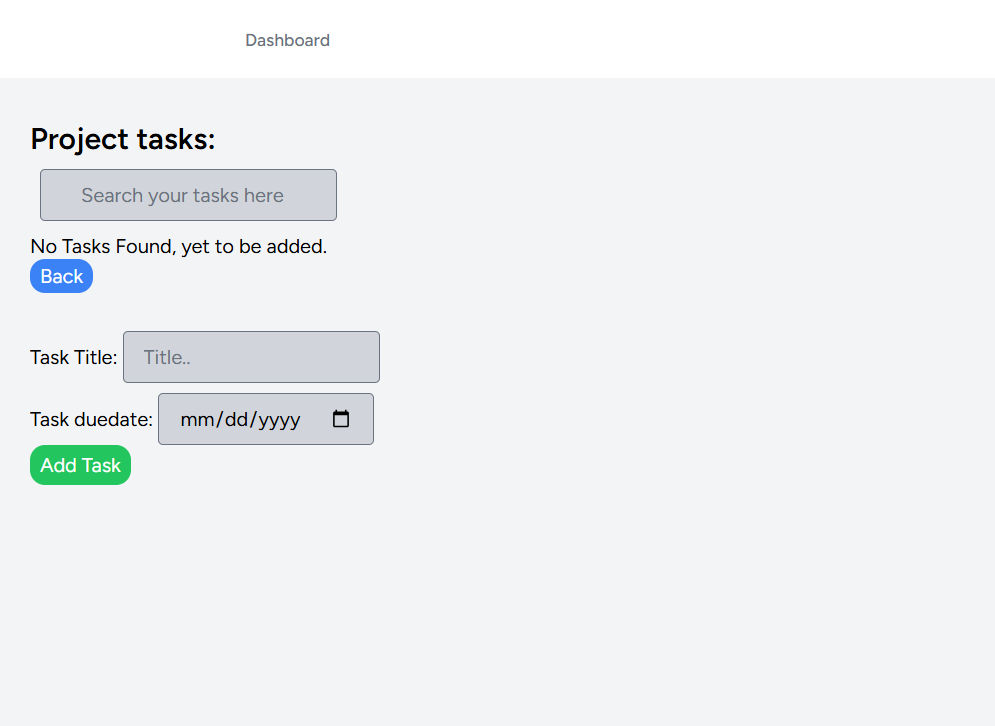 Dashboard
Project tasks:
Search your tasks here
No Tasks Found, yet to be added.
Back
Task Title: Title..
Task duedate: mm/dd/yyyy
Add Task